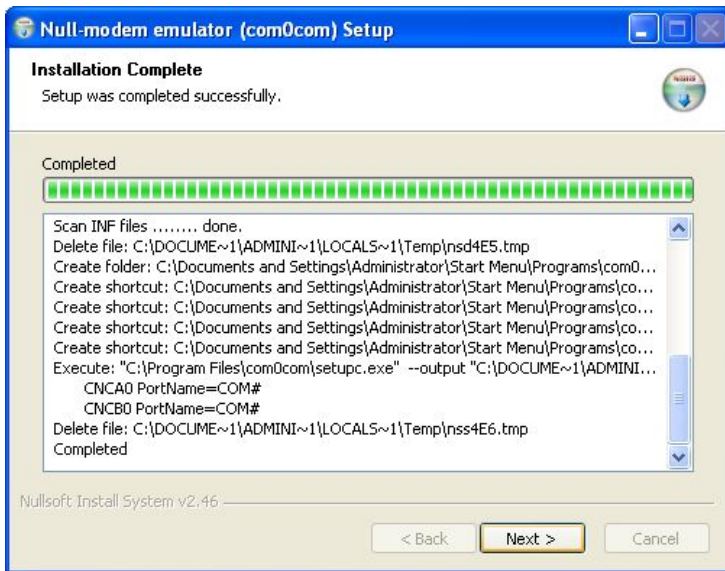 Null-modem emulator (com0com) Setup
Installation Complete
Setup was completed successfully.
Completed
Scan INF files ........ done.
Delete file: C:\DOCUME~1\ADMINI~1\LOCALS~1\Temp\nsd4E5.tmp
Create folder: C:\Documents and Settings\Administrator\Start Menu\Programs\com0...
Create shortcut: C:\Documents and Settings\Administrator\Start Menu\Programs\co...
Create shortcut: C:\Documents and Settings\Administrator\Start Menu\Programs\co...
Create shortcut: C:\Documents and Settings\Administrator\Start Menu\Programs\co...
Create shortcut: C:\Documents and Settings\Administrator\Start Menu\Programs\co...
Execute: "C:\Program Files\com0com\setupc.exe" --output "C:\DOCUME~1\ADMINI...
CNCA0 PortName=COM#
CNCB0 PortName=COM#
Delete file: C:\DOCUME~1\ADMINI~1\LOCALS~1\Temp\nss4E6.tmp
Completed
Nullsoft Install System v2.46
< Back Next > Cancel